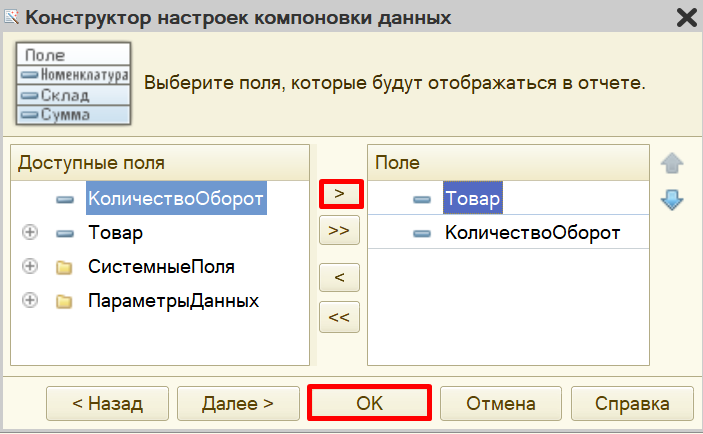 Конструктор настроек компоновки данных
Поле
Номенклатура
Склад
Сумма
Выберите поля, которые будут отображаться в отчете.
Доступные поля
КоличествоОборот
Товар
СистемныеПоля
ПараметрыДанных
>
>>
<
<<
Поле
Товар
КоличествоОборот
< Назад
Далее >
OK
Отмена
Справка